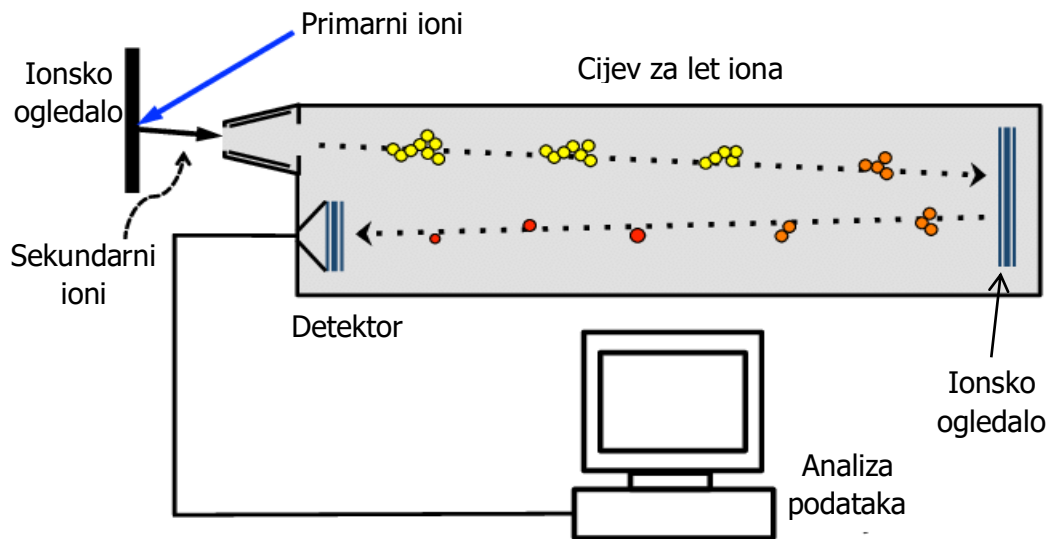 Primarni ioni
Ionsko
ogledalo
Cijev za let iona
Sekundarni
ioni
Detektor
Ionsko
ogledalo
Analiza
podataka